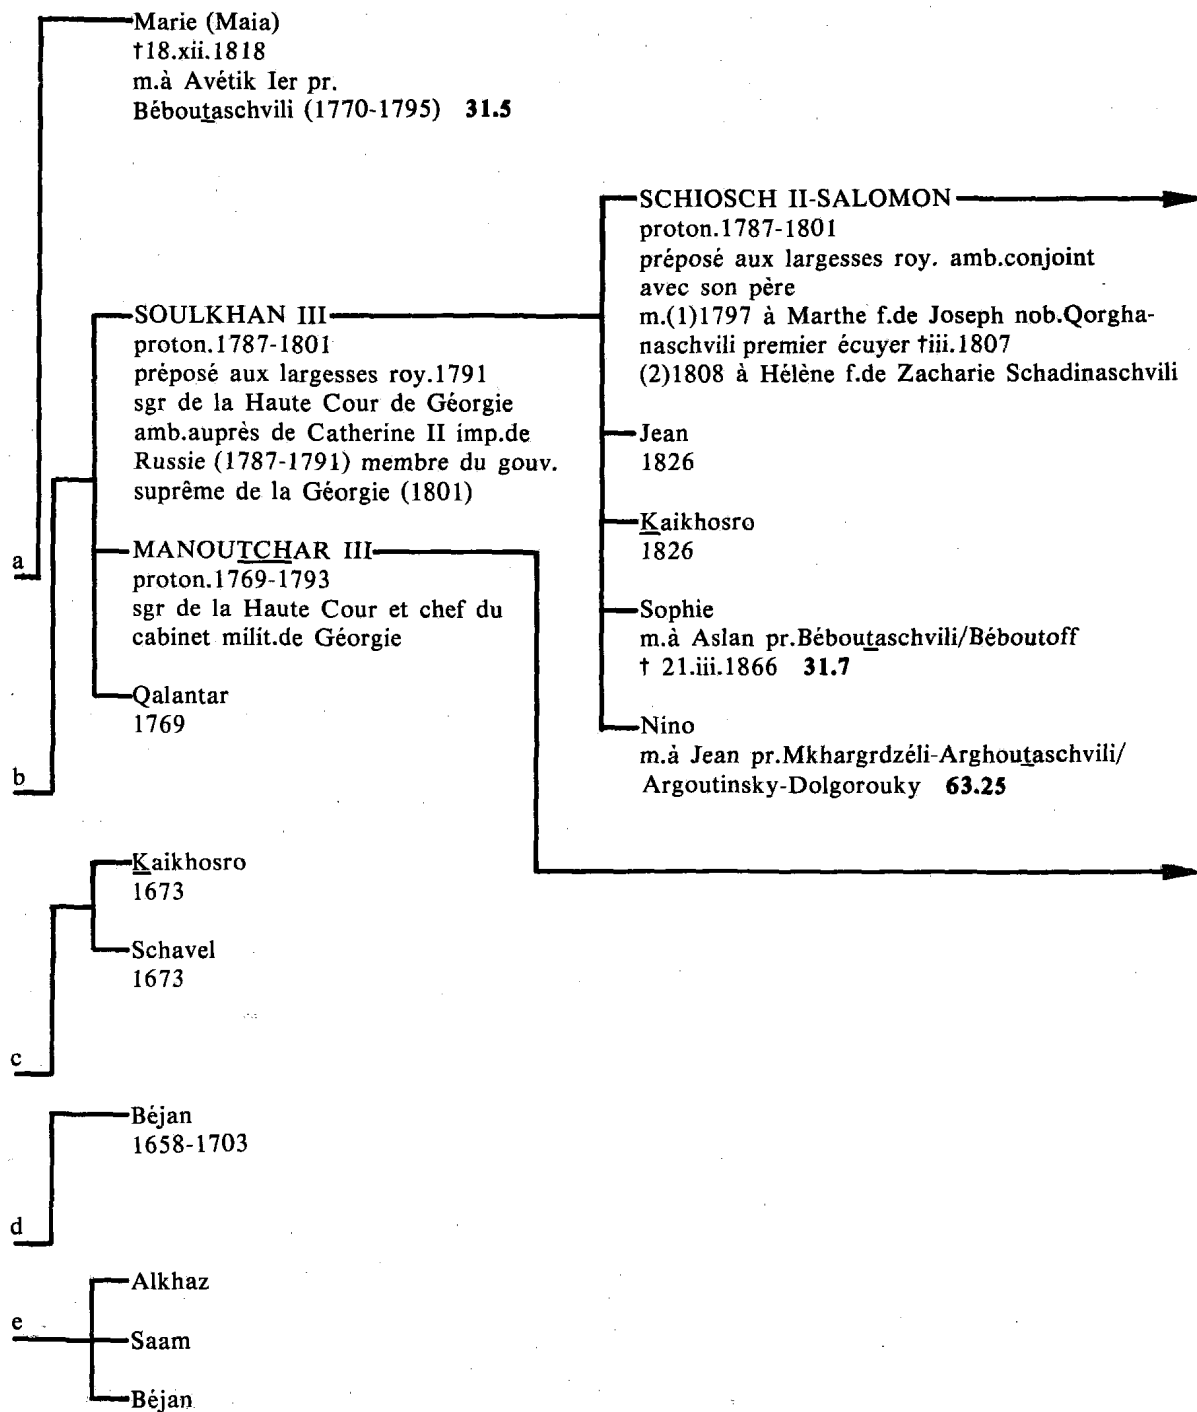 Marie (Maia)
†18.xii.1818
m.à Avétik Ier pr.
Béboutaschvili (1770-1795) 31.5
a
SOULKHAN III
proton.1787-1801
préposé aux largesses roy.1791
sgr de la Haute Cour de Géorgie
amb.auprès de Catherine II imp.de
Russie (1787-1791) membre du gouv.
suprême de la Géorgie (1801)
MANOUTCHAR III
proton.1769-1793
sgr de la Haute Cour et chef du
cabinet milit.de Géorgie
Qalantar
1769
b
SCHIOSCH II-SALOMON
proton.1787-1801
préposé aux largesses roy. amb.conjoint
avec son père
m.(1)1797 à Marthe f.de Joseph nob.Qorgha-
naschvili premier écuyer †iii.1807
(2)1808 à Hélène f.de Zacharie Schadinaschvili
Jean
1826
Kaikhosro
1826
Sophie
m.à Aslan pr.Béboutaschvili/Béboutoff
† 21.iii.1866 31.7
Nino
m.à Jean pr.Mkhargrdzéli-Arghoutaschvili/
Argoutinsky-Dolgorouky 63.25
Kaikhosro
1673
Schavel
1673
c
Béjan
1658-1703
d
Alkhaz
e
Saam
Béjan